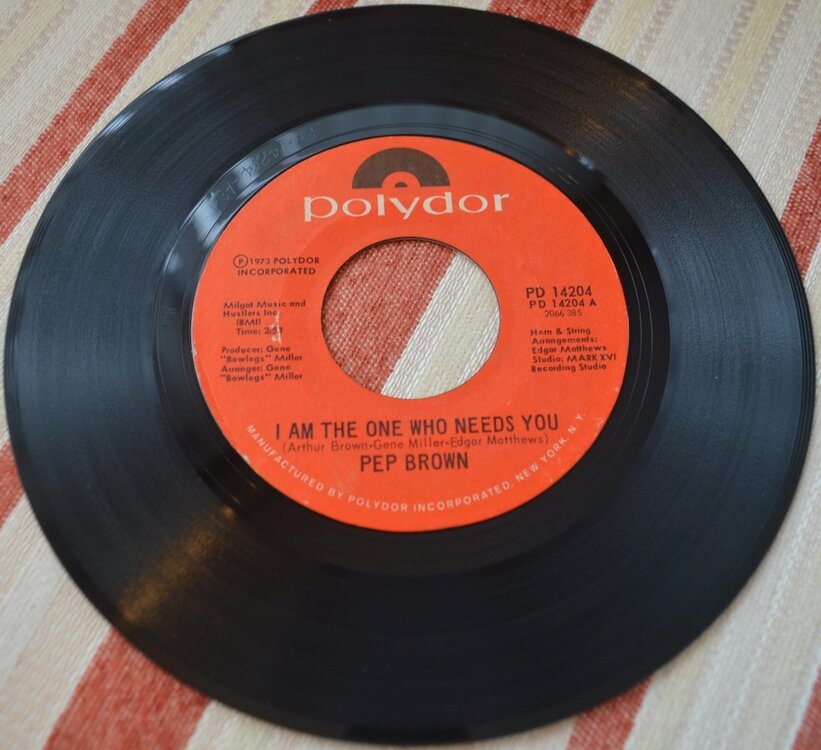 polydor
Ⓟ1973 POLYDOR
INCORPORATED
Milgat Music and
Hustlers Inc.
(BMI)
Time: 2:53
Producer: Gene
"Bowlegs" Miller
Arranger: Gene
"Bowlegs" Miller
PD 14204
PD 14204 A
2066 385
Horn & String
Arrangements:
Edgar Matthews
Studio: MARK XVI
Recording Studio
I AM THE ONE WHO NEEDS YOU
(Arthur Brown-Gene Miller-Edgar Matthews)
PEP BROWN
MANUFACTURED BY POLYDOR INCORPORATED, NEW YORK, N.Y.